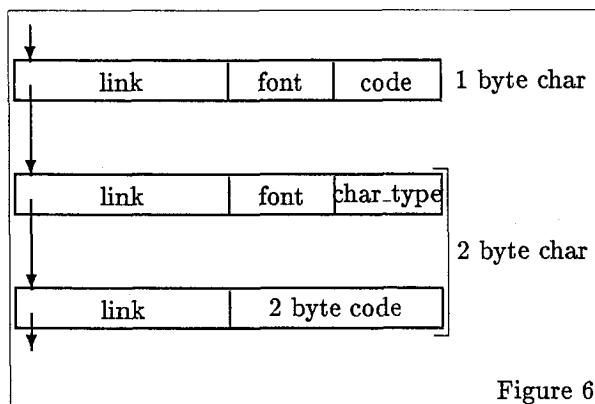 link font code 1 byte char
link font char_type
2 byte char
link 2 byte code
Figure 6